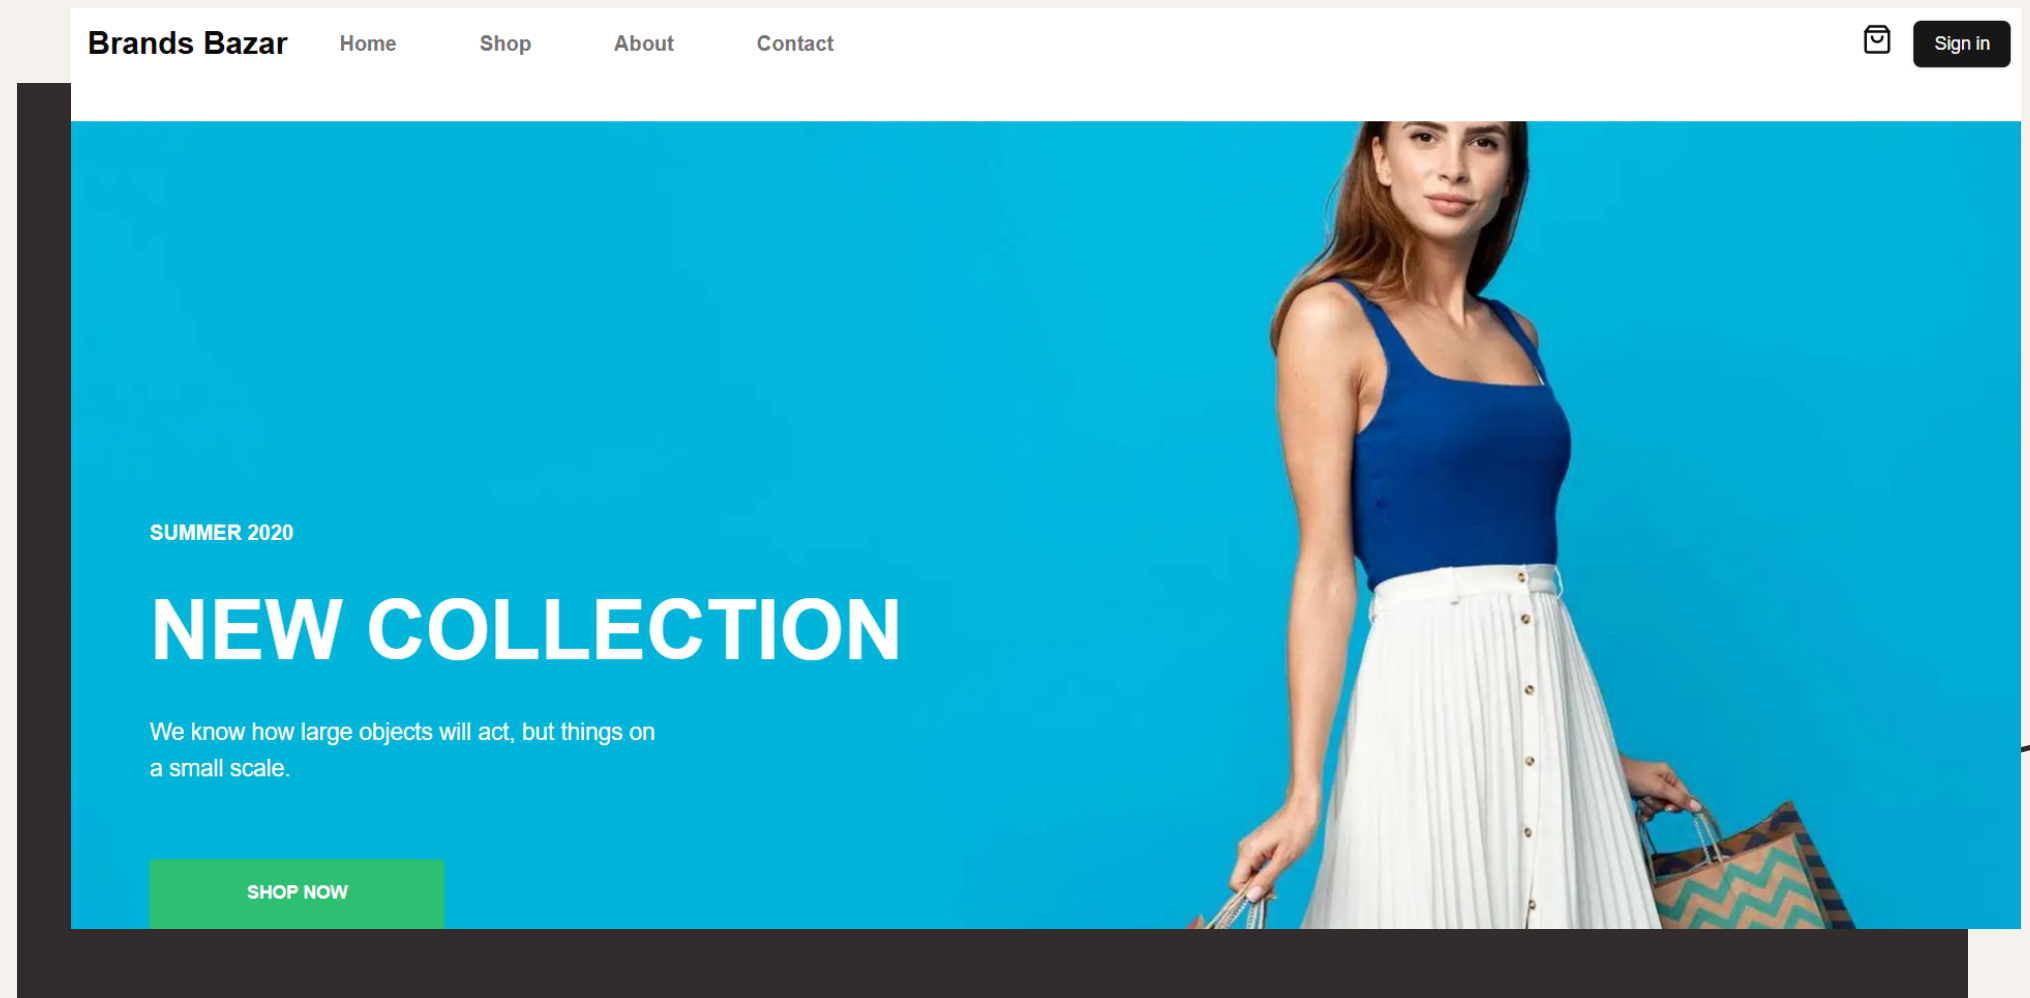 Brands Bazar Home Shop About Contact Sign in
SUMMER 2020
NEW COLLECTION
We know how large objects will act, but things on
a small scale.
SHOP NOW